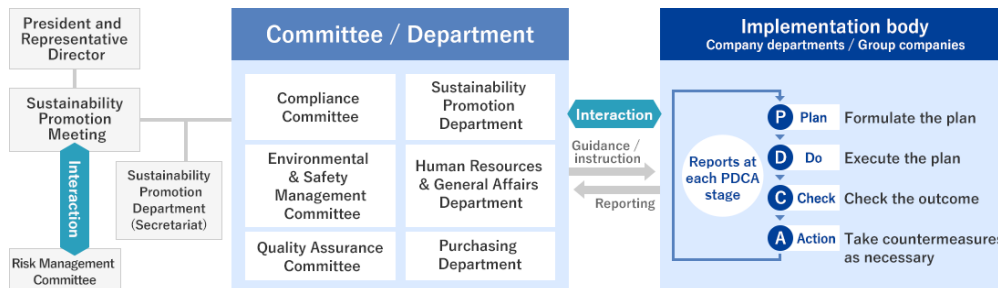 President and
Representative
Director
Sustainability
Promotion
Meeting
Interaction
Risk Management
Committee
Sustainability
Promotion
Department
(Secretariat)
Committee / Department
Compliance
Committee
Sustainability
Promotion
Department
Environmental
& Safety
Management
Committee
Human Resources
& General Affairs
Department
Quality Assurance
Committee
Purchasing
Department
Interaction
Guidance /
instruction
Reporting
Implementation body
Company departments / Group companies
Reports at
each PDCA
stage
P Plan Formulate the plan
D Do Execute the plan
C Check Check the outcome
A Action Take countermeasures
as necessary